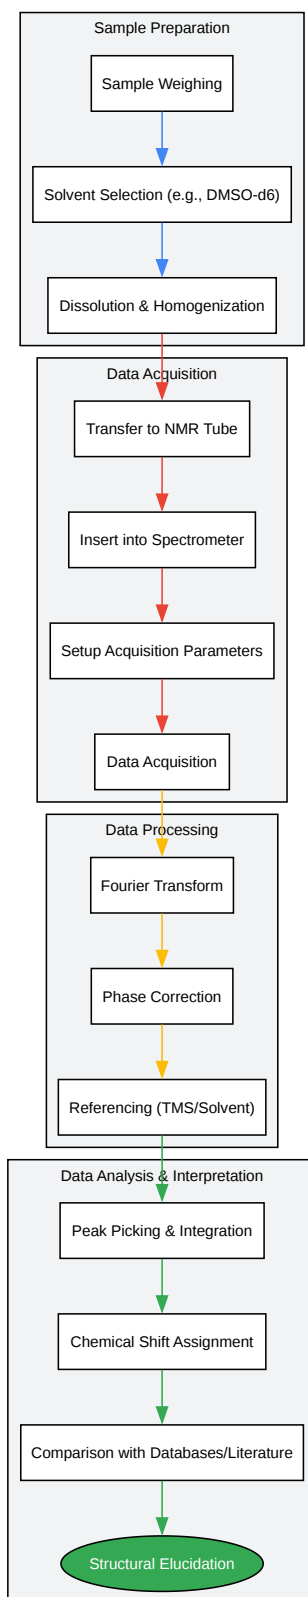 Sample Preparation
Sample Weighing
Solvent Selection (e.g., DMSO-d6)
Dissolution & Homogenization
Data Acquisition
Transfer to NMR Tube
Insert into Spectrometer
Setup Acquisition Parameters
Data Acquisition
Data Processing
Fourier Transform
Phase Correction
Referencing (TMS/Solvent)
Data Analysis & Interpretation
Peak Picking & Integration
Chemical Shift Assignment
Comparison with Databases/Literature
Structural Elucidation